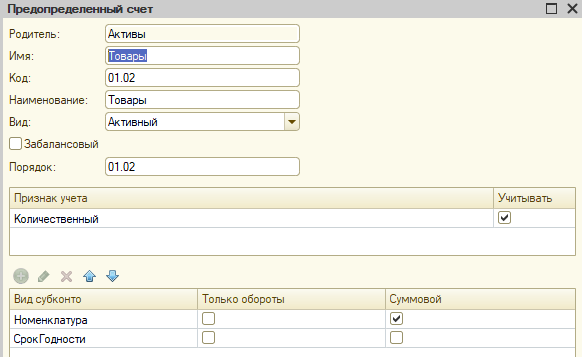 Предопределенный счет
Родитель: Активы
Имя: Товары
Код: 01.02
Наименование: Товары
Вид: Активный
Забалансовый
Порядок: 01.02
Признак учета Учитывать
Количественный
Вид субконто Только обороты Суммовой
Номенклатура
СрокГодности